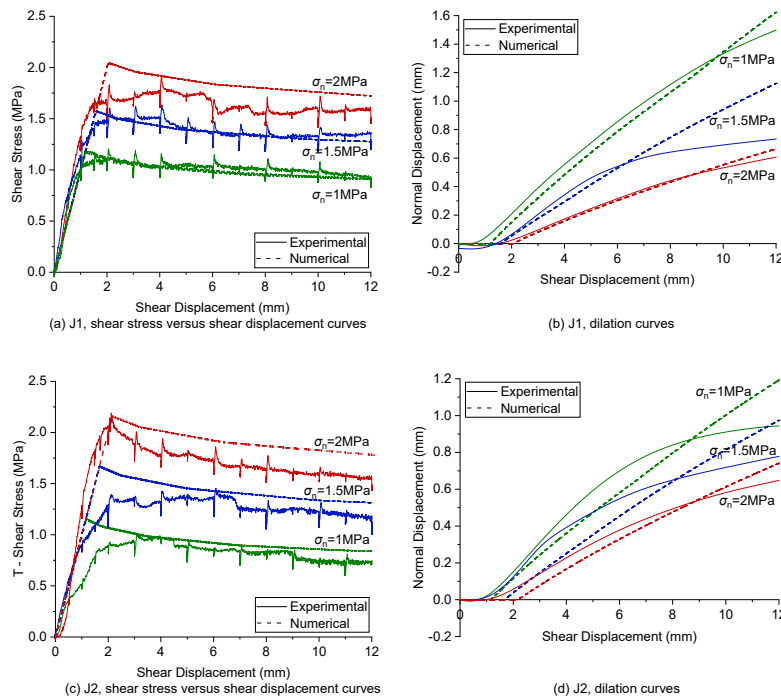 2.5
2.0
1.5
1.0
0.5
0.0
Shear Stress (MPa)
σn=2MPa
σn=1.5MPa
σn=1MPa
Experimental
Numerical
0 2 4 6 8 10 12
Shear Displacement (mm)
(a) J1, shear stress versus shear displacement curves
1.6
1.4
1.2
1.0
0.8
0.6
0.4
0.2
0.0
-0.2
Normal Displacement (mm)
Experimental
Numerical
σn=1MPa
σn=1.5MPa
σn=2MPa
0 2 4 6 8 10 12
Shear Displacement (mm)
(b) J1, dilation curves
2.5
2.0
1.5
1.0
0.5
0.0
T - Shear Stress (MPa)
σn=2MPa
σn=1.5MPa
σn=1MPa
Experimental
Numerical
0 2 4 6 8 10 12
Shear Displacement (mm)
(c) J2, shear stress versus shear displacement curves
1.2
1.0
0.8
0.6
0.4
0.2
0.0
-0.2
Normal Displacement (mm)
Experimental
Numerical
σn=1MPa
σn=1.5MPa
σn=2MPa
0 2 4 6 8 10 12
Shear Displacement (mm)
(d) J2, dilation curves